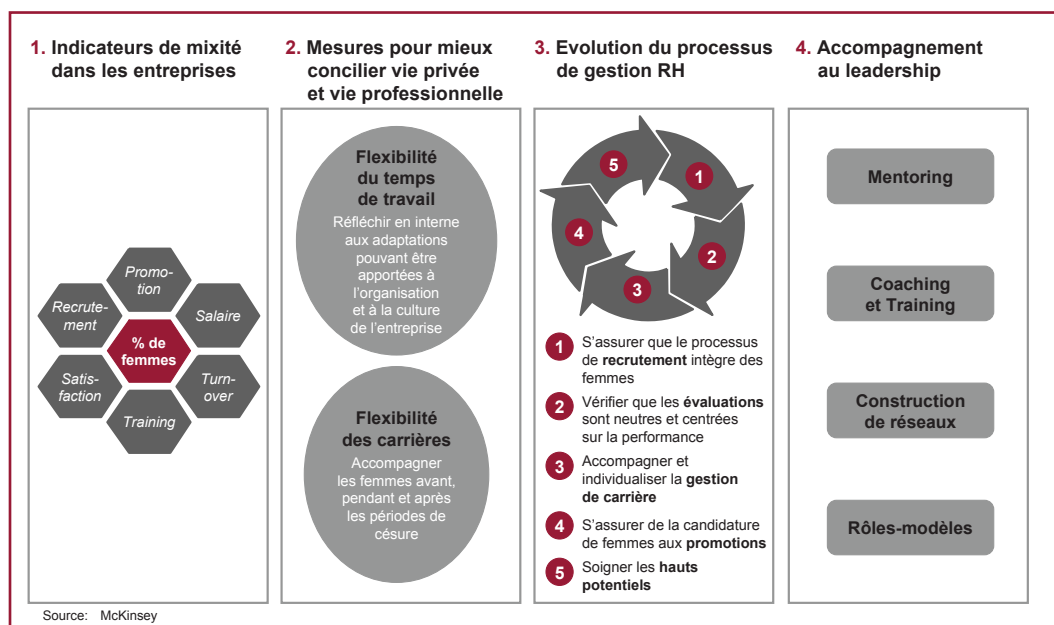 1. Indicateurs de mixité
dans les entreprises
Promo-
tion
Recrute-
ment
Salaire
% de
femmes
Satis-
faction
Turn-
over
Training
2. Mesures pour mieux
concilier vie privée
et vie professionnelle
Flexibilité
du temps
de travail
Réfléchir en interne
aux adaptations
pouvant être
apportées à
l’organisation
et à la culture
de l’entreprise
Flexibilité
des carrières
Accompagner
les femmes avant,
pendant et après
les périodes de
césure
3. Evolution du processus
de gestion RH
5
1
4
2
3
1 S’assurer que le processus
de recrutement intègre des
femmes
2 Vérifier que les évaluations
sont neutres et centrées
sur la performance
3 Accompagner et
individualiser la gestion
de carrière
4 S’assurer de la candidature
de femmes aux promotions
5 Soigner les hauts
potentiels
4. Accompagnement
au leadership
Mentoring
Coaching
et Training
Construction
de réseaux
Rôles-modèles
Source: McKinsey